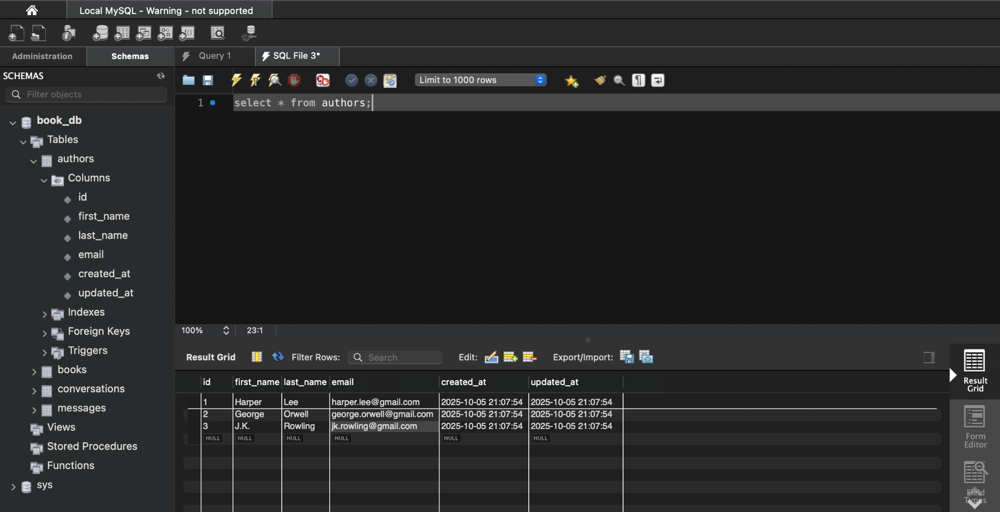 Local MySQL - Warning - not supported
Administration
Schemas
Query 1
SQL File 3*
SCHEMAS
Filter objects
Limit to 1000 rows
1
select * from authors;
book_db
Tables
authors
Columns
id
first_name
last_name
email
created_at
updated_at
Indexes
Foreign Keys
Triggers
books
conversations
messages
Views
Stored Procedures
Functions
sys
100%
23:1
Result Grid
Filter Rows:
Search
Edit:
Export/Import:
id first_name last_name email created_at updated_at
1 Harper Lee harper.lee@gmail.com 2025-10-05 21:07:54 2025-10-05 21:07:54
2 George Orwell george.orwell@gmail.com 2025-10-05 21:07:54 2025-10-05 21:07:54
3 J.K. Rowling jk.rowling@gmail.com 2025-10-05 21:07:54 2025-10-05 21:07:54
NULL NULL NULL NULL NULL NULL
Result
Grid
Form
Editor
Field
Types